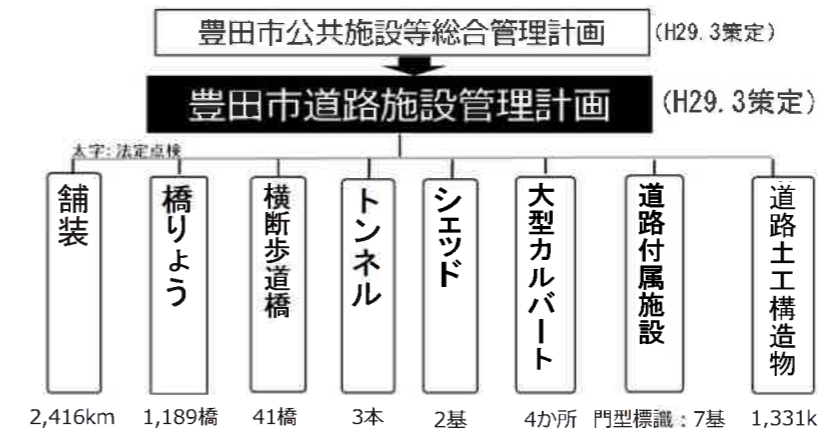 豊田市公共施設等総合管理計画 (H29.3策定)
豊田市道路施設管理計画 (H29.3策定)
太字:法定点検
舗装
橋りょう
横断歩道橋
トンネル
シェッド
大型カルバート
道路付属施設
道路土工構造物
2,416km 1,189橋 41橋 3本 2基 4か所 門型標識:7基 1,331k